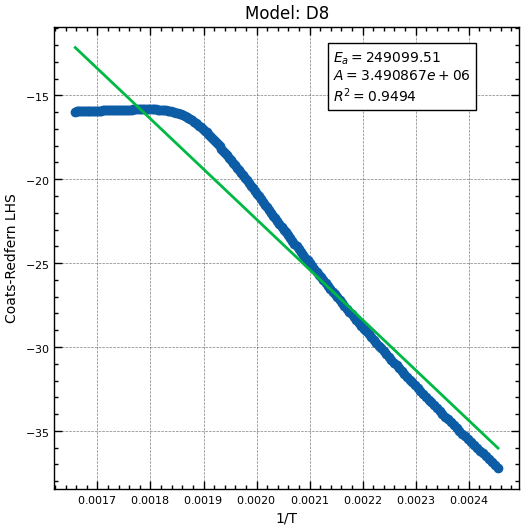 Model: D8
E_a = 249099.51
A = 3.490867e + 06
R^2 = 0.9494
Coats-Redfern LHS
−15
−20
−25
−30
−35
0.0017 0.0018 0.0019 0.0020 0.0021 0.0022 0.0023 0.0024
1/T